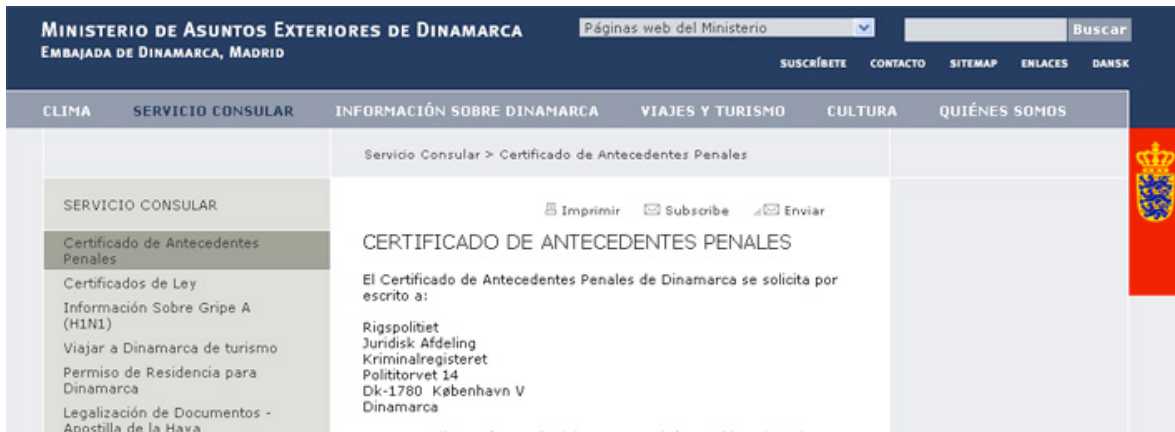 MINISTERIO DE ASUNTOS EXTERIORES DE DINAMARCA
EMBAJADA DE DINAMARCA, MADRID
Páginas web del Ministerio
Buscar
SUSCRÍBETE CONTACTO SITEMAP ENLACES DANSK
CLIMA SERVICIO CONSULAR INFORMACIÓN SOBRE DINAMARCA VIAJES Y TURISMO CULTURA QUIÉNES SOMOS
Servicio Consular > Certificado de Antecedentes Penales
SERVICIO CONSULAR
Certificado de Antecedentes
Penales
Certificados de Ley
Información Sobre Gripe A
(H1N1)
Viajar a Dinamarca de turismo
Permiso de Residencia para
Dinamarca
Legalización de Documentos -
Apostilla de la Haya
Imprimir Subscribe Enviar
CERTIFICADO DE ANTECEDENTES PENALES
El Certificado de Antecedentes Penales de Dinamarca se solicita por
escrito a:
Rigspolitiet
Juridisk Afdeling
Kriminalregisteret
Polititorvet 14
Dk-1780 København V
Dinamarca